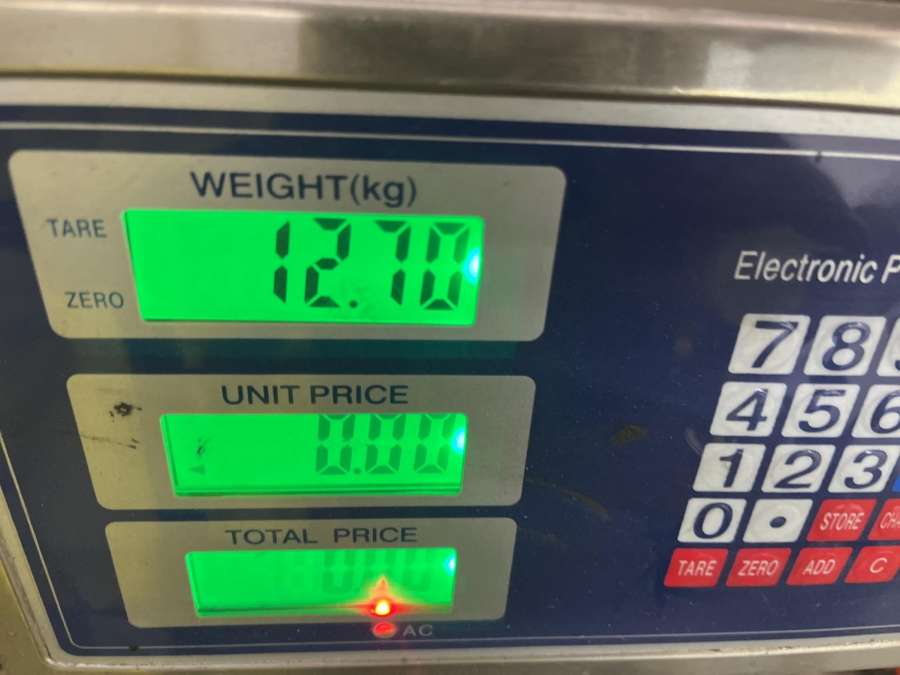 WEIGHT(kg)
TARE
12.70
ZERO
Electronic P
UNIT PRICE
0.00
TOTAL PRICE
AC
7 8
4 5 6
1 2 3
0 . STORE CHA
TARE ZERO ADD C